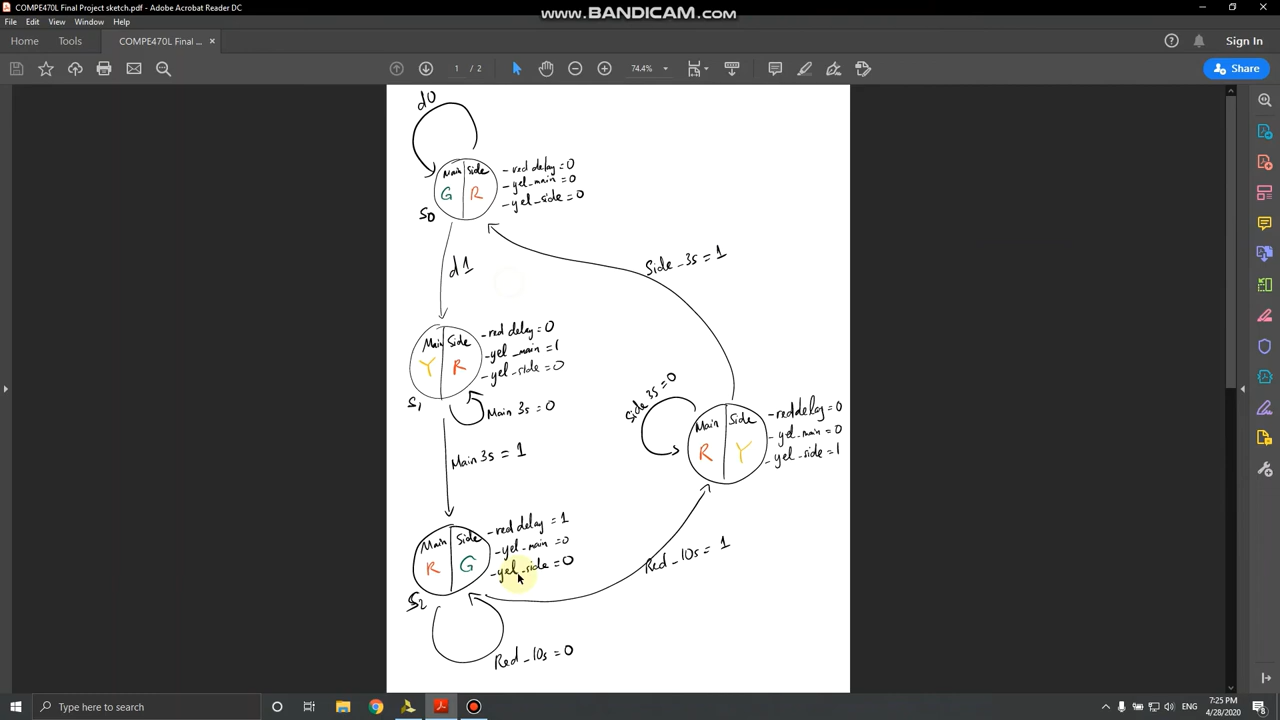 COMPE470L Final Project sketch.pdf - Adobe Acrobat Reader DC
www.BANDICAM.com
File Edit View Window Help
Home Tools COMPE470L Final ... × Sign In
1 / 2 74.4% Share
d0
Main Side
G R
S0
-red delay=0
-yel_main=0
-yel_side=0
d1
Side_3s=1
Main Side
Y R
S1
-red delay=0
-yel_main=1
-yel_side=0
Main 3s=0
Side 3s=0
Main Side
R Y
-red delay=0
-yel_main=0
-yel_side=1
Main 3s=1
Main Side
R G
S2
-red delay=1
-yel_main=0
-yel_side=0
Red_10s=1
Red_10s=0
Type here to search
7:25 PM
4/28/2020